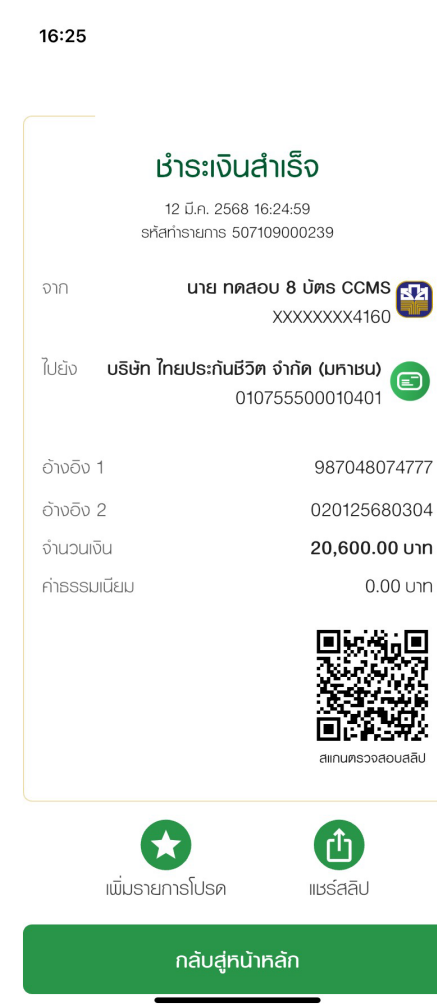 16:25
ชำระเงินสำเร็จ
12 มี.ค. 2568 16:24:59
รหัสทำรายการ 507109000239
จาก
นาย ทดสอบ 8 บัตร CCMS
XXXXXXXX4160
ไปยัง
บริษัท ไทยประกันชีวิต จำกัด (มหาชน)
010755500010401
อ้างอิง 1 987048074777
อ้างอิง 2 020125680304
จำนวนเงิน 20,600.00 บาท
ค่าธรรมเนียม 0.00 บาท
สแกนตรวจสอบสลิป
เพิ่มรายการโปรด แชร์สลิป
กลับสู่หน้าหลัก